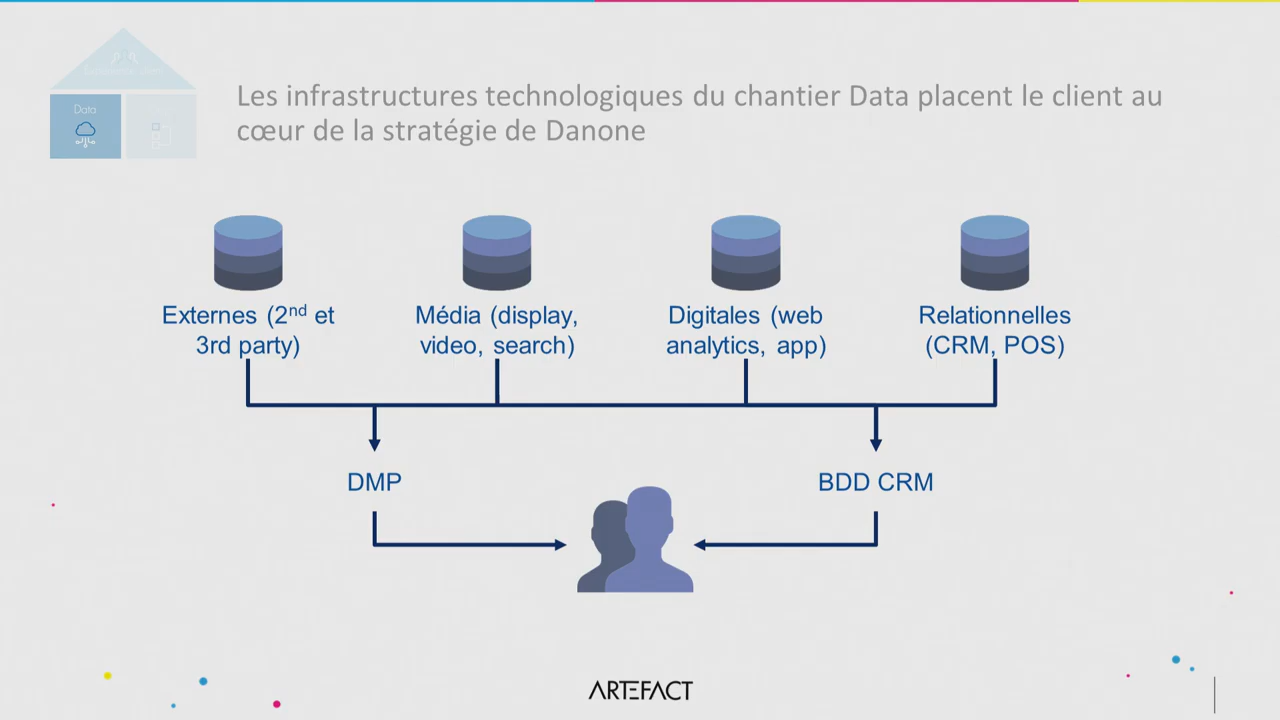 Data
Les infrastructures technologiques du chantier Data placent le client au
cœur de la stratégie de Danone
Externes (2nd et
3rd party)
Média (display,
video, search)
Digitales (web
analytics, app)
Relationnelles
(CRM, POS)
DMP
BDD CRM
ARTEFACT